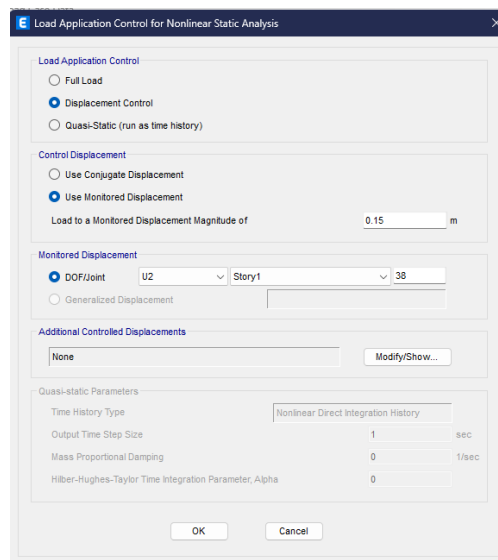 E Load Application Control for Nonlinear Static Analysis
Load Application Control
Full Load
Displacement Control
Quasi-Static (run as time history)
Control Displacement
Use Conjugate Displacement
Use Monitored Displacement
Load to a Monitored Displacement Magnitude of 0.15 m
Monitored Displacement
DOF/Joint U2 Story1 38
Generalized Displacement
Additional Controlled Displacements
None Modify/Show...
Quasi-static Parameters
Time History Type Nonlinear Direct Integration History
Output Time Step Size 1 sec
Mass Proportional Damping 0 1/sec
Hilber-Hughes-Taylor Time Integration Parameter, Alpha 0
OK Cancel